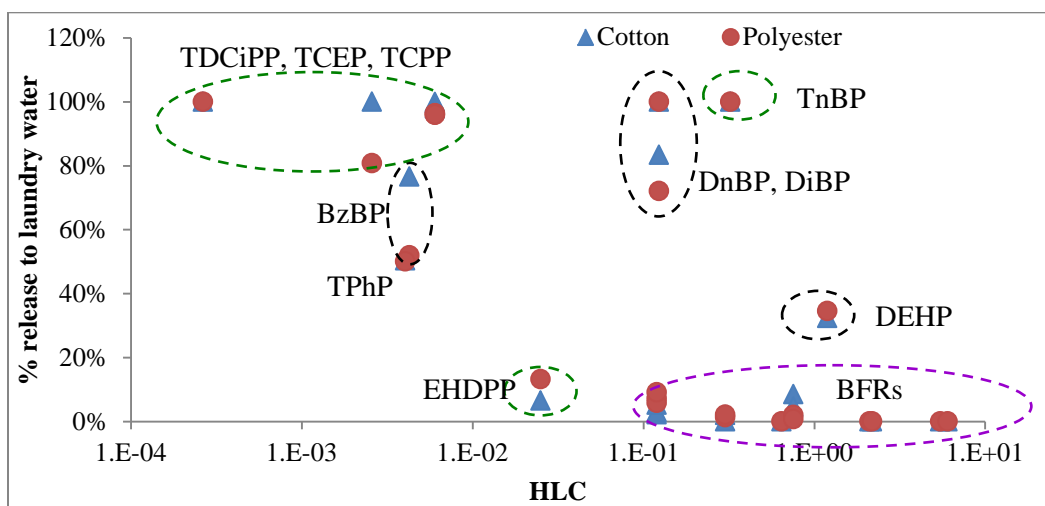 120%
Cotton
Polyester
TDCiPP, TCEP, TCPP
100%
TnBP
80%
DnBP, DiBP
BzBP
60%
TPhP
40%
DEHP
20%
EHDPP
BFRs
0%
1.E-04
1.E-03
1.E-02
1.E-01
1.E+00
1.E+01
HLC
% release to laundry water